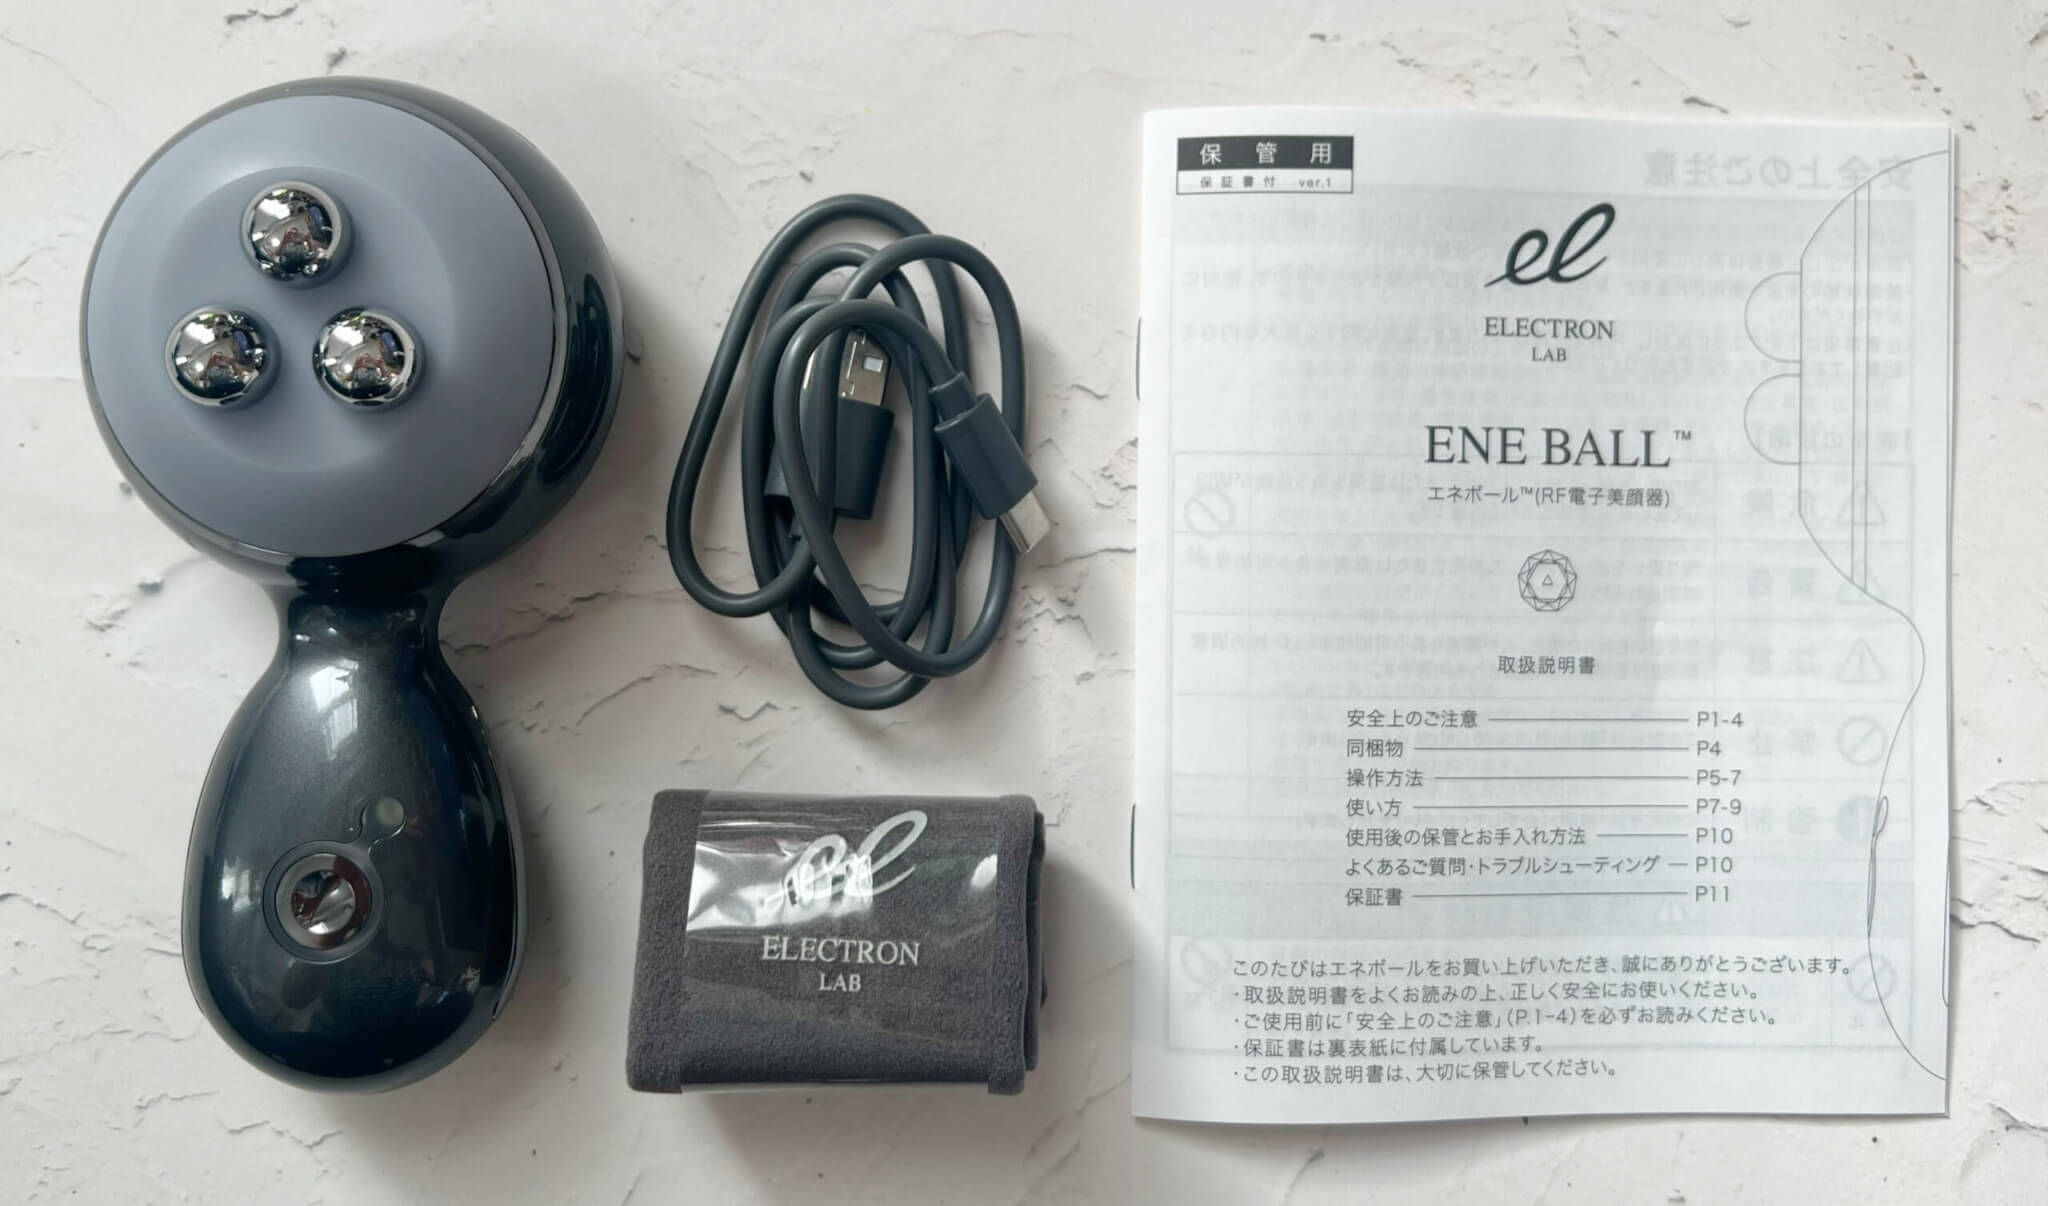 保管用
保証書付 ver.1
el
ELECTRON
LAB
ENE BALL™
エネボール™(RF電子美顔器)
取扱説明書
安全上のご注意 P1-4
同梱物 P4
操作方法 P5-7
使い方 P7-9
使用後の保管とお手入れ方法 P10
よくあるご質問・トラブルシューティング P10
保証書 P11
このたびはエネボールをお買い上げいただき、誠にありがとうございます。
・取扱説明書をよくお読みの上、正しく安全にお使いください。
・ご使用前に「安全上のご注意」(P.1-4)を必ずお読みください。
・保証書は裏表紙に付属しています。
・この取扱説明書は、大切に保管してください。
el
ELECTRON
LAB